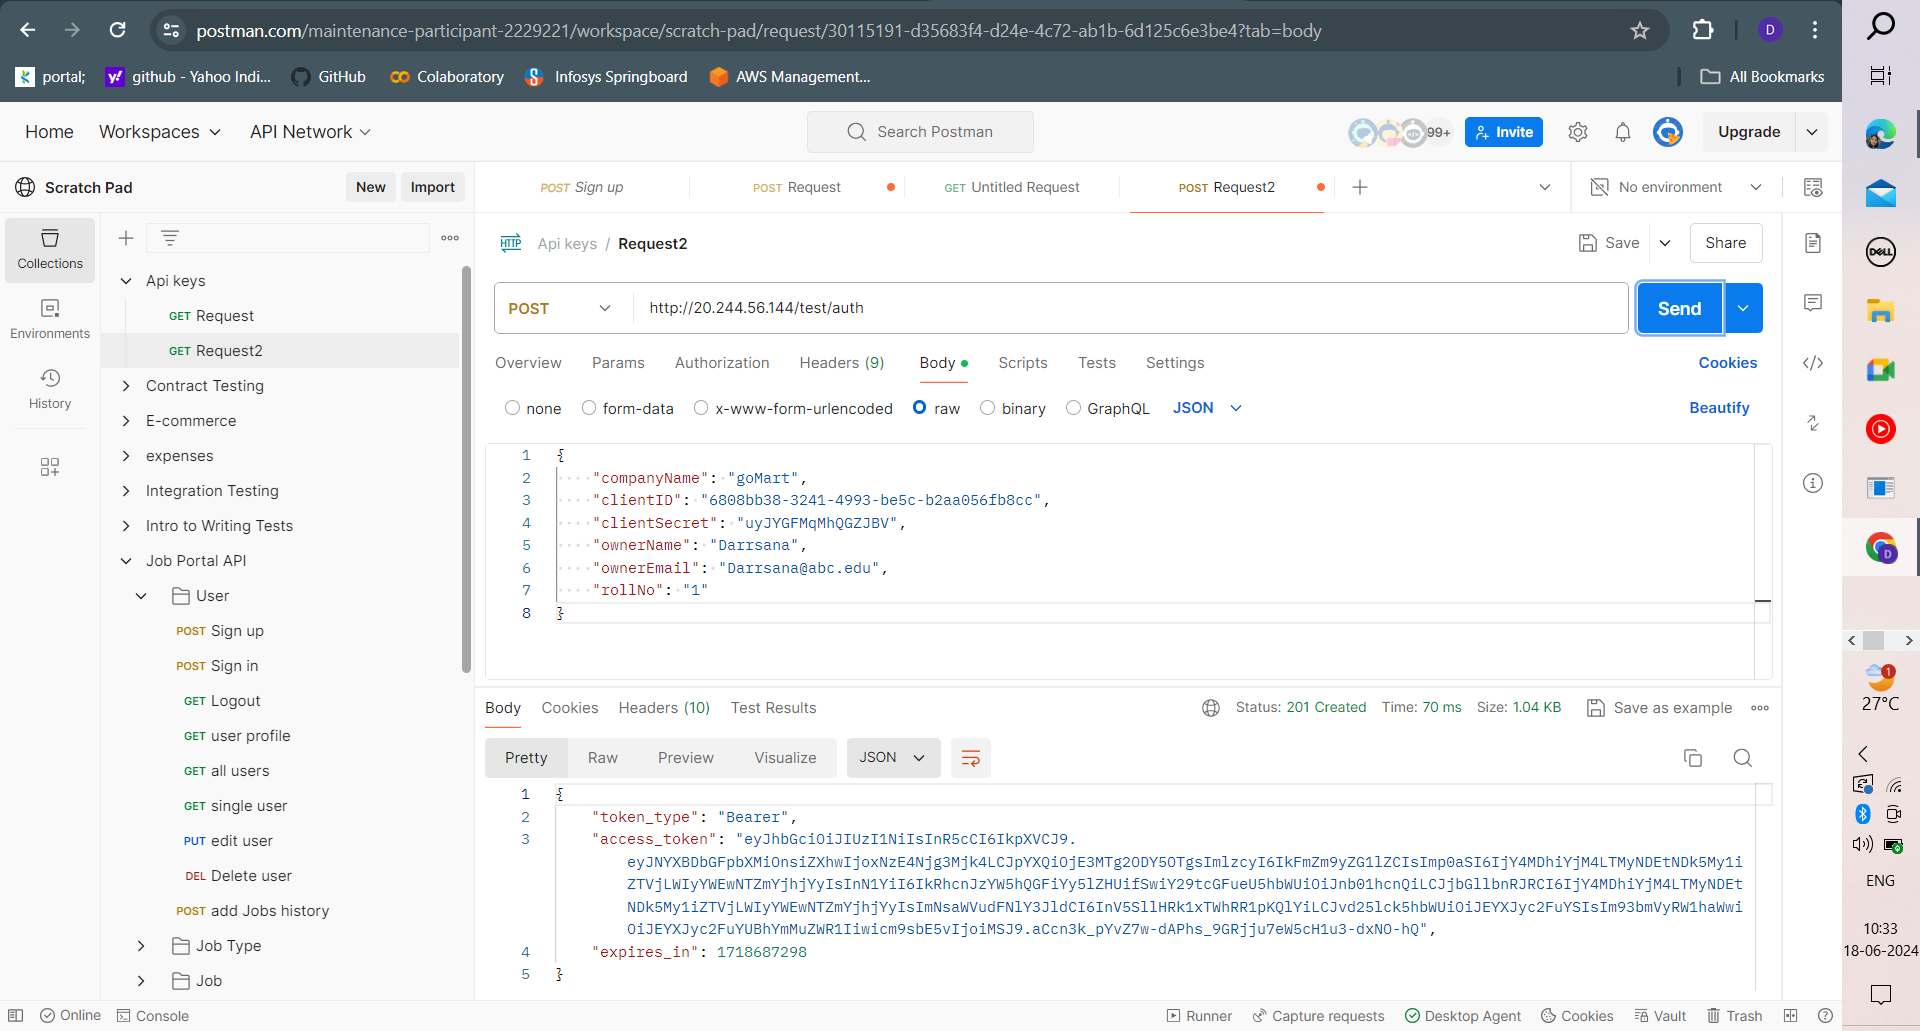 postman.com/maintenance-participant-2229221/workspace/scratch-pad/request/30115191-d35683f4-d24e-4c72-ab1b-6d125c6e3be4?tab=body
D
portal;
github - Yahoo Indi...
GitHub
Colaboratory
Infosys Springboard
AWS Management...
All Bookmarks
Home
Workspaces
API Network
Search Postman
99+
Invite
Upgrade
Scratch Pad
New
Import
POST Sign up
POST Request
GET Untitled Request
POST Request2
No environment
Collections
Environments
History
Api keys
GET Request
GET Request2
Contract Testing
E-commerce
expenses
Integration Testing
Intro to Writing Tests
Job Portal API
User
POST Sign up
POST Sign in
GET Logout
GET user profile
GET all users
GET single user
PUT edit user
DEL Delete user
POST add Jobs history
Job Type
Job
HTTP
Api keys / Request2
Save
Share
POST
http://20.244.56.144/test/auth
Send
Overview
Params
Authorization
Headers (9)
Body
Scripts
Tests
Settings
Cookies
none
form-data
x-www-form-urlencoded
raw
binary
GraphQL
JSON
Beautify
1 {
2 "companyName": "goMart",
3 "clientID": "6808bb38-3241-4993-be5c-b2aa056fb8cc",
4 "clientSecret": "uyJYGFMqMhQGZJBV",
5 "ownerName": "Darrsana",
6 "ownerEmail": "Darrsana@abc.edu",
7 "rollNo": "1"
8 }
Body
Cookies
Headers (10)
Test Results
Status: 201 Created
Time: 70 ms
Size: 1.04 KB
Save as example
Pretty
Raw
Preview
Visualize
JSON
1 {
2 "token_type": "Bearer",
3 "access_token": "eyJhbGciOiJIUzI1NiIsInR5cCI6IkpXVCJ9.
eyJNYXBDbGFpbXMiOnsiZXhwIjoxNzE4Njg3Mjk4LCJpYXQiOjE3MTg2ODY5OTgsImlzcyI6IkFmZm9yZG1lZCIsImp0aSI6IjY4MDhiYjM4LTMyNDEtNDk5My1i
ZTVjLWIyYWEwNTZmYjhjYyIsInN1YiI6IkRhcnJzYW5hQGFiYy5lZHUifSwiY29tcGFueU5hbWUiOiJnb01hcnQiLCJjbGllbnRJRCI6IjY4MDhiYjM4LTMyNDEt
NDk5My1iZTVjLWIyYWEwNTZmYjhjYyIsImNsaWVudFNlY3JldCI6InV5SllHRk1xTWhRR1pKQlYiLCJvd25lck5hbWUiOiJEYXJyc2FuYSIsIm93bmVyRW1haWwi
OiJEYXJyc2FuYUBhYmMuZWR1Iiwicm9sbE5vIjoiMSJ9.aCcn3k_pYvZ7w-dAPhs_9GRjju7eW5cH1u3-dxNO-hQ",
4 "expires_in": 1718687298
5 }
Online
Console
Runner
Capture requests
Desktop Agent
Cookies
Vault
Trash
DELL
D
1
27°C
ENG
10:33
18-06-2024